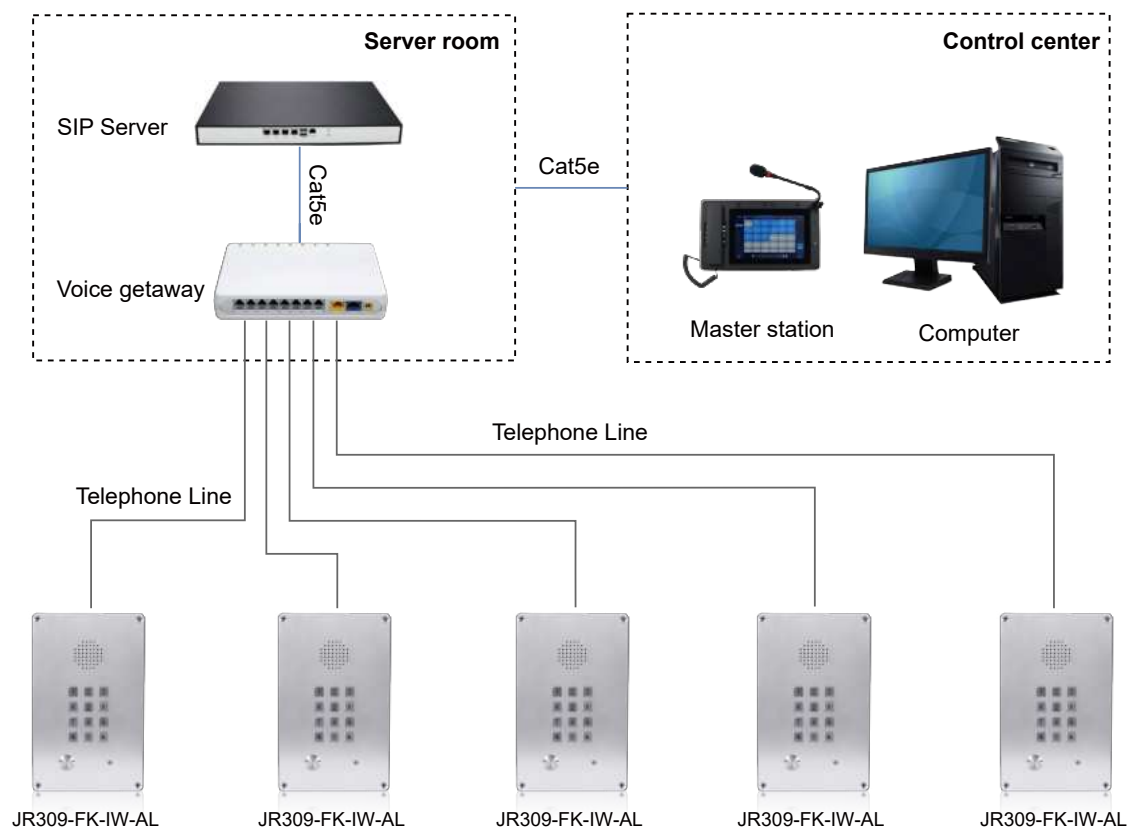 Server room
Control center
SIP Server
Cat5e
Cat5e
Voice getaway
Master station
Computer
Telephone Line
Telephone Line
JR309-FK-IW-AL
JR309-FK-IW-AL
JR309-FK-IW-AL
JR309-FK-IW-AL
JR309-FK-IW-AL